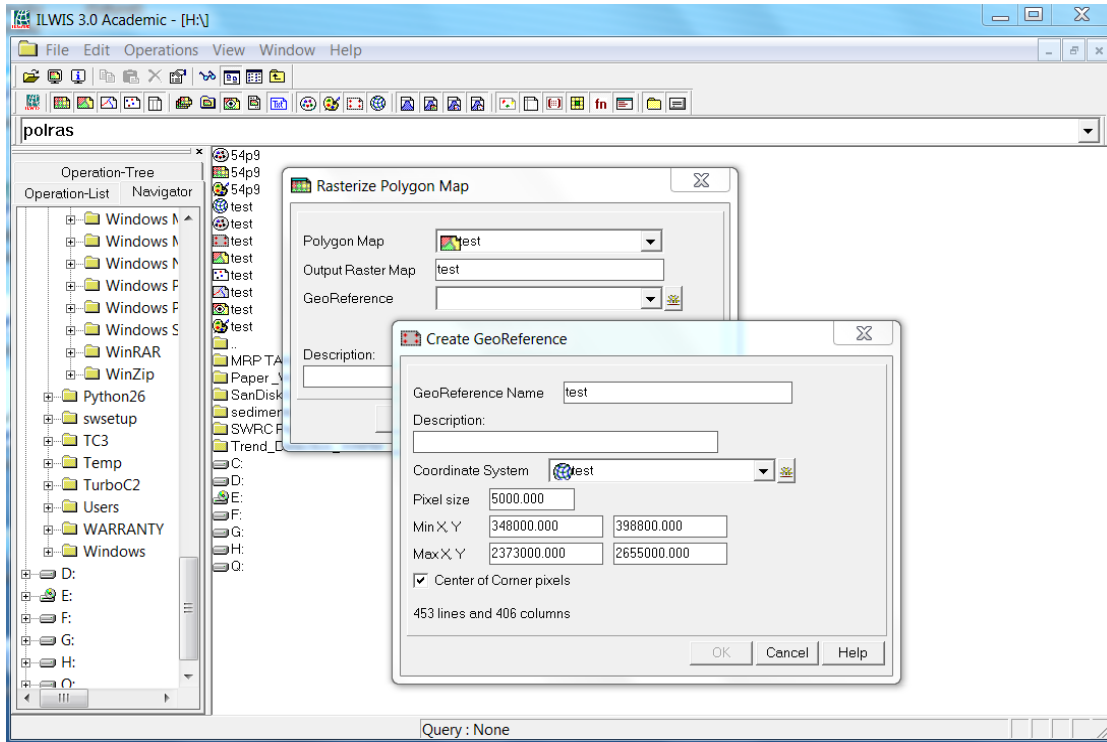 ILWIS 3.0 Academic - [H:\]
File Edit Operations View Window Help
polras
Operation-Tree
Operation-List Navigator
Windows
Windows
Windows
Windows P
Windows P
Windows S
WinRAR
WinZip
Python26
swsetup
TC3
Temp
TurboC2
Users
WARRANTY
Windows
D:
E:
F:
G:
H:
54p9
54p9
54p9
test
test
test
test
test
test
test
test
..
MRP TA
Paper
SanDisk
sedimer
SWRC
Trend_D
C:
D:
E:
F:
G:
H:
Q:
Rasterize Polygon Map
Polygon Map test
Output Raster Map test
GeoReference
Description:
Create GeoReference
GeoReference Name test
Description:
Coordinate System test
Pixel size 5000.000
Min X, Y 348000.000 398800.000
Max X, Y 2373000.000 2655000.000
Center of Corner pixels
453 lines and 406 columns
OK Cancel Help
Query : None